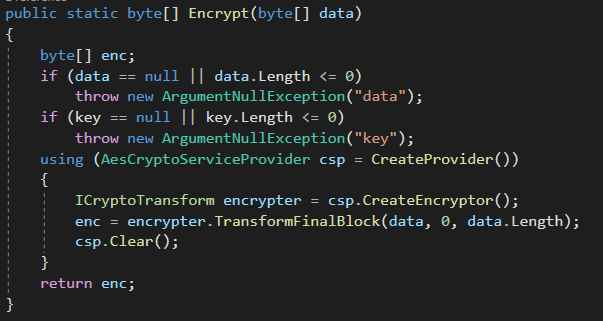 public static byte[] Encrypt(byte[] data)
{
    byte[] enc;
    if (data == null || data.Length <= 0)
        throw new ArgumentNullException("data");
    if (key == null || key.Length <= 0)
        throw new ArgumentNullException("key");
    using (AesCryptoServiceProvider csp = CreateProvider())
    {
        ICryptoTransform encrypter = csp.CreateEncryptor();
        enc = encrypter.TransformFinalBlock(data, 0, data.Length);
        csp.Clear();
    }
    return enc;
}